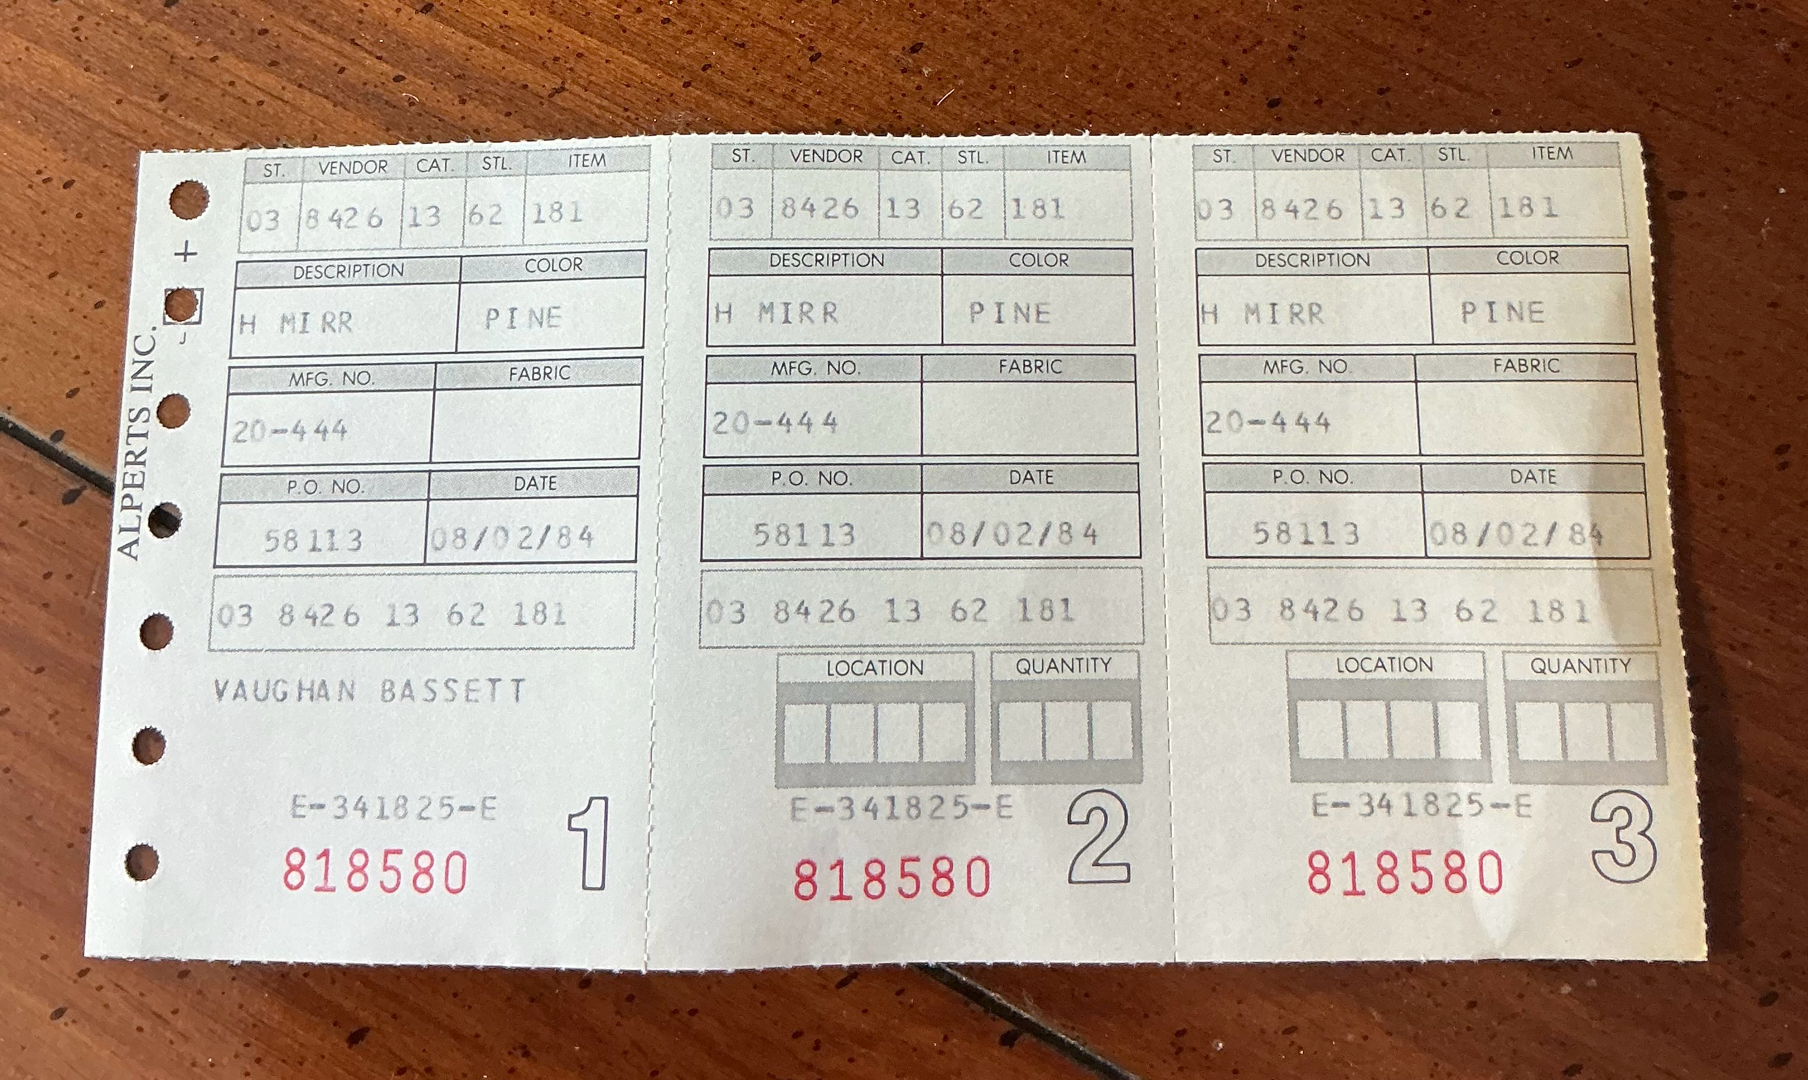 ALPERTS INC.
ST. VENDOR CAT. STL. ITEM
03 8426 13 62 181
DESCRIPTION COLOR
H MIRR PINE
MFG. NO. FABRIC
20-444
P.O. NO. DATE
58113 08/02/84
03 8426 13 62 181
VAUGHAN BASSETT
E-341825-E
818580
1
ST. VENDOR CAT. STL. ITEM
03 8426 13 62 181
DESCRIPTION COLOR
H MIRR PINE
MFG. NO. FABRIC
20-444
P.O. NO. DATE
58113 08/02/84
03 8426 13 62 181
LOCATION QUANTITY
E-341825-E
818580
2
ST. VENDOR CAT. STL. ITEM
03 8426 13 62 181
DESCRIPTION COLOR
H MIRR PINE
MFG. NO. FABRIC
20-444
P.O. NO. DATE
58113 08/02/84
03 8426 13 62 181
LOCATION QUANTITY
E-341825-E
818580
3